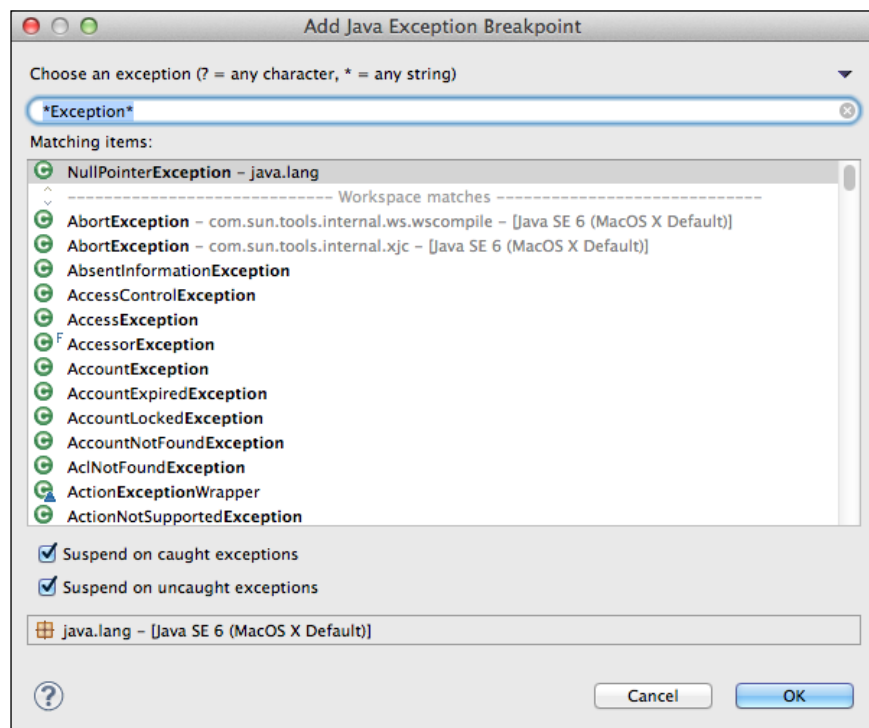 Add Java Exception Breakpoint
Choose an exception (? = any character, * = any string)
*Exception*
Matching items:
NullPointerException – java.lang
---------------------------- Workspace matches ----------------------------
AbortException – com.sun.tools.internal.ws.wscompile – [Java SE 6 (MacOS X Default)]
AbortException – com.sun.tools.internal.xjc – [Java SE 6 (MacOS X Default)]
AbsentInformationException
AccessControlException
AccessException
F AccessorException
AccountException
AccountExpiredException
AccountLockedException
AccountNotFoundException
AclNotFoundException
ActionExceptionWrapper
ActionNotSupportedException
Suspend on caught exceptions
Suspend on uncaught exceptions
java.lang – [Java SE 6 (MacOS X Default)]
? Cancel OK